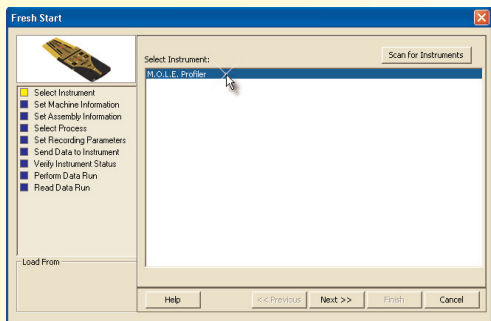 Fresh Start
Select Instrument:
Scan for Instruments
M.O.L.E. Profiler
Select Instrument
Set Machine Information
Set Assembly Information
Select Process
Set Recording Parameters
Send Data to Instrument
Verify Instrument Status
Perform Data Run
Read Data Run
Load From
Help
<< Previous
Next >>
Finish
Cancel